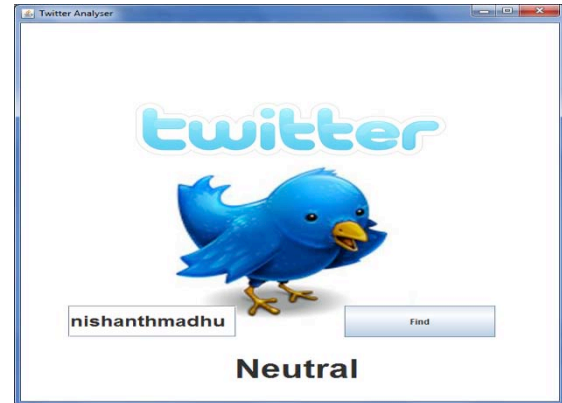 Twitter Analyser
twitter
nishanthmadhu
Find
Neutral